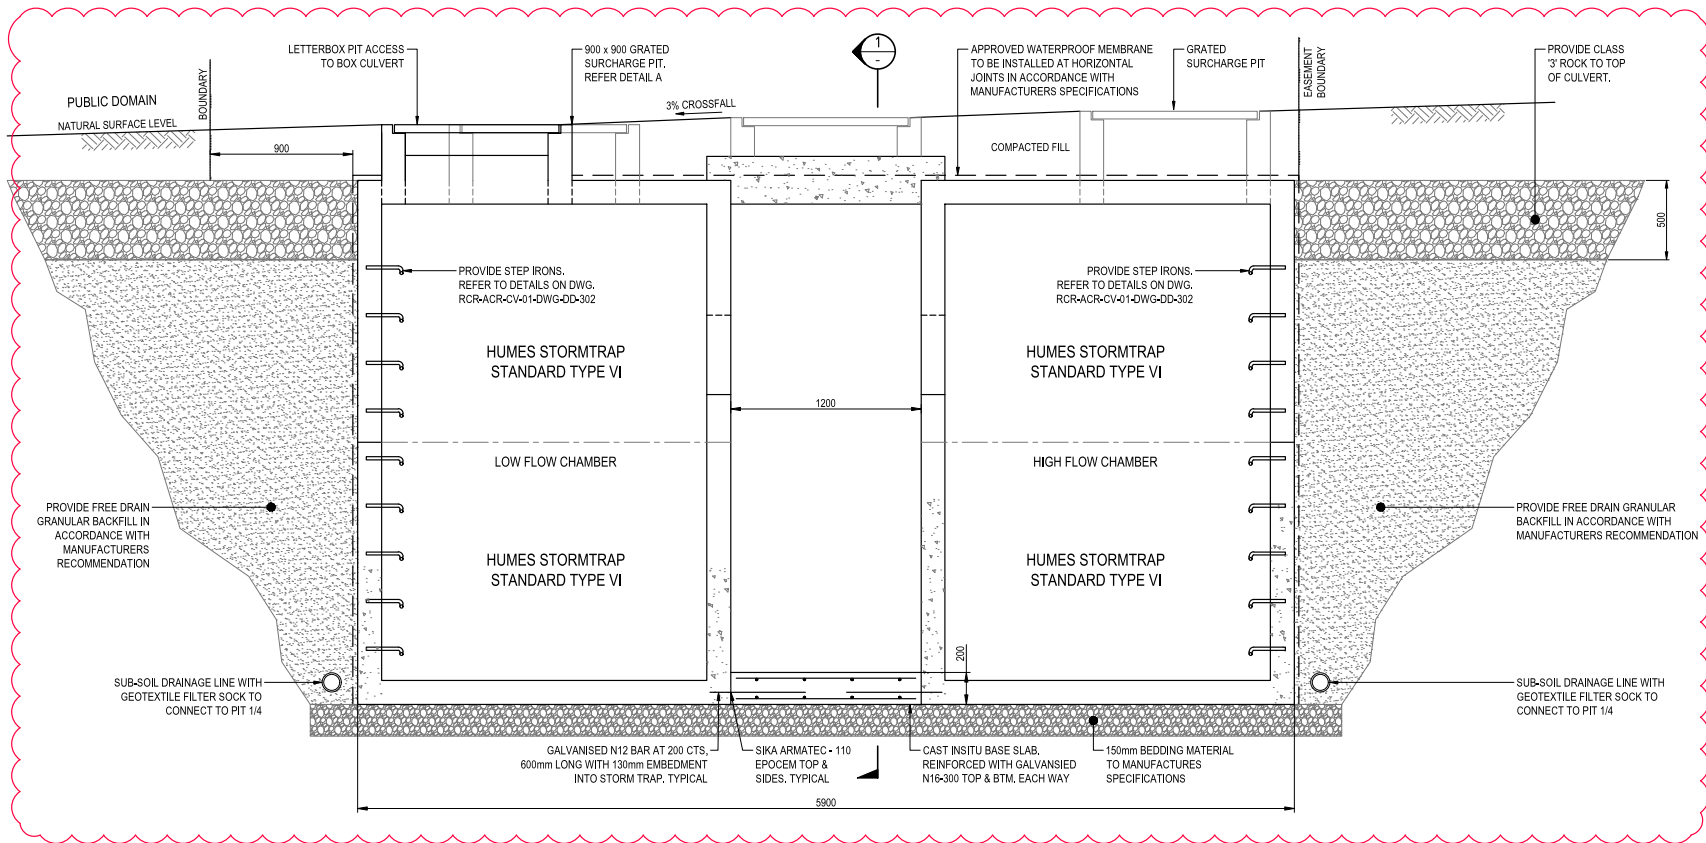 LETTERBOX PIT ACCESS
TO BOX CULVERT
900 x 900 GRATED
SURCHARGE PIT.
REFER DETAIL A
1
-
APPROVED WATERPROOF MEMBRANE
TO BE INSTALLED AT HORIZONTAL
JOINTS IN ACCORDANCE WITH
MANUFACTURERS SPECIFICATIONS
GRATED
SURCHARGE PIT
EASEMENT
BOUNDARY
PROVIDE CLASS
'3' ROCK TO TOP
OF CULVERT.
PUBLIC DOMAIN
BOUNDARY
NATURAL SURFACE LEVEL
3% CROSSFALL
900
COMPACTED FILL
500
PROVIDE STEP IRONS.
REFER TO DETAILS ON DWG.
RCR-ACR-CV-01-DWG-DD-302
PROVIDE STEP IRONS.
REFER TO DETAILS ON DWG.
RCR-ACR-CV-01-DWG-DD-302
HUMES STORMTRAP
STANDARD TYPE VI
HUMES STORMTRAP
STANDARD TYPE VI
1200
LOW FLOW CHAMBER
HIGH FLOW CHAMBER
PROVIDE FREE DRAIN
GRANULAR BACKFILL IN
ACCORDANCE WITH
MANUFACTURERS
RECOMMENDATION
PROVIDE FREE DRAIN GRANULAR
BACKFILL IN ACCORDANCE WITH
MANUFACTURERS RECOMMENDATION
HUMES STORMTRAP
STANDARD TYPE VI
HUMES STORMTRAP
STANDARD TYPE VI
200
SUB-SOIL DRAINAGE LINE WITH
GEOTEXTILE FILTER SOCK TO
CONNECT TO PIT 1/4
SUB-SOIL DRAINAGE LINE WITH
GEOTEXTILE FILTER SOCK TO
CONNECT TO PIT 1/4
GALVANISED N12 BAR AT 200 CTS,
600mm LONG WITH 130mm EMBEDMENT
INTO STORM TRAP. TYPICAL
SIKA ARMATEC - 110
EPOCEM TOP &
SIDES. TYPICAL
CAST INSITU BASE SLAB.
REINFORCED WITH GALVANSIED
N16-300 TOP & BTM. EACH WAY
150mm BEDDING MATERIAL
TO MANUFACTURES
SPECIFICATIONS
5900